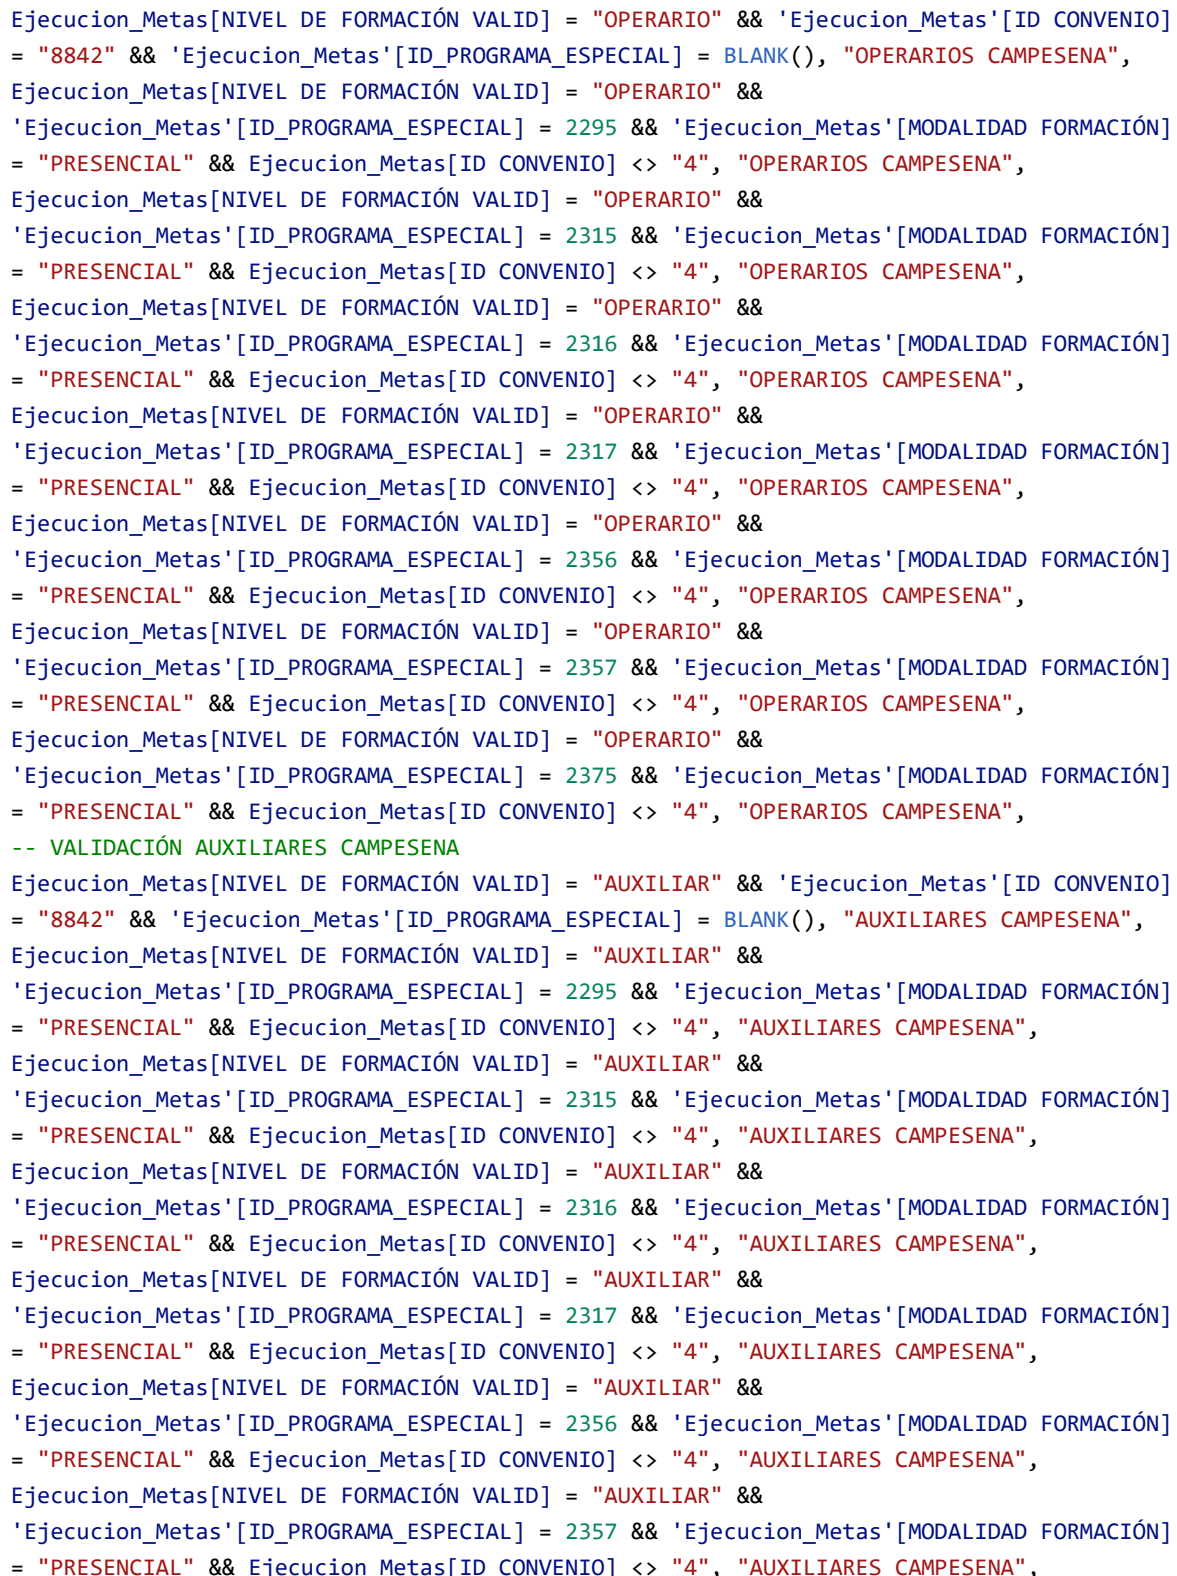 Ejecucion_Metas[NIVEL DE FORMACIÓN VALID] = "OPERARIO" && 'Ejecucion_Metas'[ID CONVENIO]
= "8842" && 'Ejecucion_Metas'[ID_PROGRAMA_ESPECIAL] = BLANK(), "OPERARIOS CAMPESENA",
Ejecucion_Metas[NIVEL DE FORMACIÓN VALID] = "OPERARIO" &&
'Ejecucion_Metas'[ID_PROGRAMA_ESPECIAL] = 2295 && 'Ejecucion_Metas'[MODALIDAD FORMACIÓN]
= "PRESENCIAL" && Ejecucion_Metas[ID CONVENIO] <> "4", "OPERARIOS CAMPESENA",
Ejecucion_Metas[NIVEL DE FORMACIÓN VALID] = "OPERARIO" &&
'Ejecucion_Metas'[ID_PROGRAMA_ESPECIAL] = 2315 && 'Ejecucion_Metas'[MODALIDAD FORMACIÓN]
= "PRESENCIAL" && Ejecucion_Metas[ID CONVENIO] <> "4", "OPERARIOS CAMPESENA",
Ejecucion_Metas[NIVEL DE FORMACIÓN VALID] = "OPERARIO" &&
'Ejecucion_Metas'[ID_PROGRAMA_ESPECIAL] = 2316 && 'Ejecucion_Metas'[MODALIDAD FORMACIÓN]
= "PRESENCIAL" && Ejecucion_Metas[ID CONVENIO] <> "4", "OPERARIOS CAMPESENA",
Ejecucion_Metas[NIVEL DE FORMACIÓN VALID] = "OPERARIO" &&
'Ejecucion_Metas'[ID_PROGRAMA_ESPECIAL] = 2317 && 'Ejecucion_Metas'[MODALIDAD FORMACIÓN]
= "PRESENCIAL" && Ejecucion_Metas[ID CONVENIO] <> "4", "OPERARIOS CAMPESENA",
Ejecucion_Metas[NIVEL DE FORMACIÓN VALID] = "OPERARIO" &&
'Ejecucion_Metas'[ID_PROGRAMA_ESPECIAL] = 2356 && 'Ejecucion_Metas'[MODALIDAD FORMACIÓN]
= "PRESENCIAL" && Ejecucion_Metas[ID CONVENIO] <> "4", "OPERARIOS CAMPESENA",
Ejecucion_Metas[NIVEL DE FORMACIÓN VALID] = "OPERARIO" &&
'Ejecucion_Metas'[ID_PROGRAMA_ESPECIAL] = 2357 && 'Ejecucion_Metas'[MODALIDAD FORMACIÓN]
= "PRESENCIAL" && Ejecucion_Metas[ID CONVENIO] <> "4", "OPERARIOS CAMPESENA",
Ejecucion_Metas[NIVEL DE FORMACIÓN VALID] = "OPERARIO" &&
'Ejecucion_Metas'[ID_PROGRAMA_ESPECIAL] = 2375 && 'Ejecucion_Metas'[MODALIDAD FORMACIÓN]
= "PRESENCIAL" && Ejecucion_Metas[ID CONVENIO] <> "4", "OPERARIOS CAMPESENA",
-- VALIDACIÓN AUXILIARES CAMPESENA
Ejecucion_Metas[NIVEL DE FORMACIÓN VALID] = "AUXILIAR" && 'Ejecucion_Metas'[ID CONVENIO]
= "8842" && 'Ejecucion_Metas'[ID_PROGRAMA_ESPECIAL] = BLANK(), "AUXILIARES CAMPESENA",
Ejecucion_Metas[NIVEL DE FORMACIÓN VALID] = "AUXILIAR" &&
'Ejecucion_Metas'[ID_PROGRAMA_ESPECIAL] = 2295 && 'Ejecucion_Metas'[MODALIDAD FORMACIÓN]
= "PRESENCIAL" && Ejecucion_Metas[ID CONVENIO] <> "4", "AUXILIARES CAMPESENA",
Ejecucion_Metas[NIVEL DE FORMACIÓN VALID] = "AUXILIAR" &&
'Ejecucion_Metas'[ID_PROGRAMA_ESPECIAL] = 2315 && 'Ejecucion_Metas'[MODALIDAD FORMACIÓN]
= "PRESENCIAL" && Ejecucion_Metas[ID CONVENIO] <> "4", "AUXILIARES CAMPESENA",
Ejecucion_Metas[NIVEL DE FORMACIÓN VALID] = "AUXILIAR" &&
'Ejecucion_Metas'[ID_PROGRAMA_ESPECIAL] = 2316 && 'Ejecucion_Metas'[MODALIDAD FORMACIÓN]
= "PRESENCIAL" && Ejecucion_Metas[ID CONVENIO] <> "4", "AUXILIARES CAMPESENA",
Ejecucion_Metas[NIVEL DE FORMACIÓN VALID] = "AUXILIAR" &&
'Ejecucion_Metas'[ID_PROGRAMA_ESPECIAL] = 2317 && 'Ejecucion_Metas'[MODALIDAD FORMACIÓN]
= "PRESENCIAL" && Ejecucion_Metas[ID CONVENIO] <> "4", "AUXILIARES CAMPESENA",
Ejecucion_Metas[NIVEL DE FORMACIÓN VALID] = "AUXILIAR" &&
'Ejecucion_Metas'[ID_PROGRAMA_ESPECIAL] = 2356 && 'Ejecucion_Metas'[MODALIDAD FORMACIÓN]
= "PRESENCIAL" && Ejecucion_Metas[ID CONVENIO] <> "4", "AUXILIARES CAMPESENA",
Ejecucion_Metas[NIVEL DE FORMACIÓN VALID] = "AUXILIAR" &&
'Ejecucion_Metas'[ID_PROGRAMA_ESPECIAL] = 2357 && 'Ejecucion_Metas'[MODALIDAD FORMACIÓN]
= "PRESENCIAL" && Ejecucion_Metas[ID CONVENIO] <> "4", "AUXILIARES CAMPESENA",